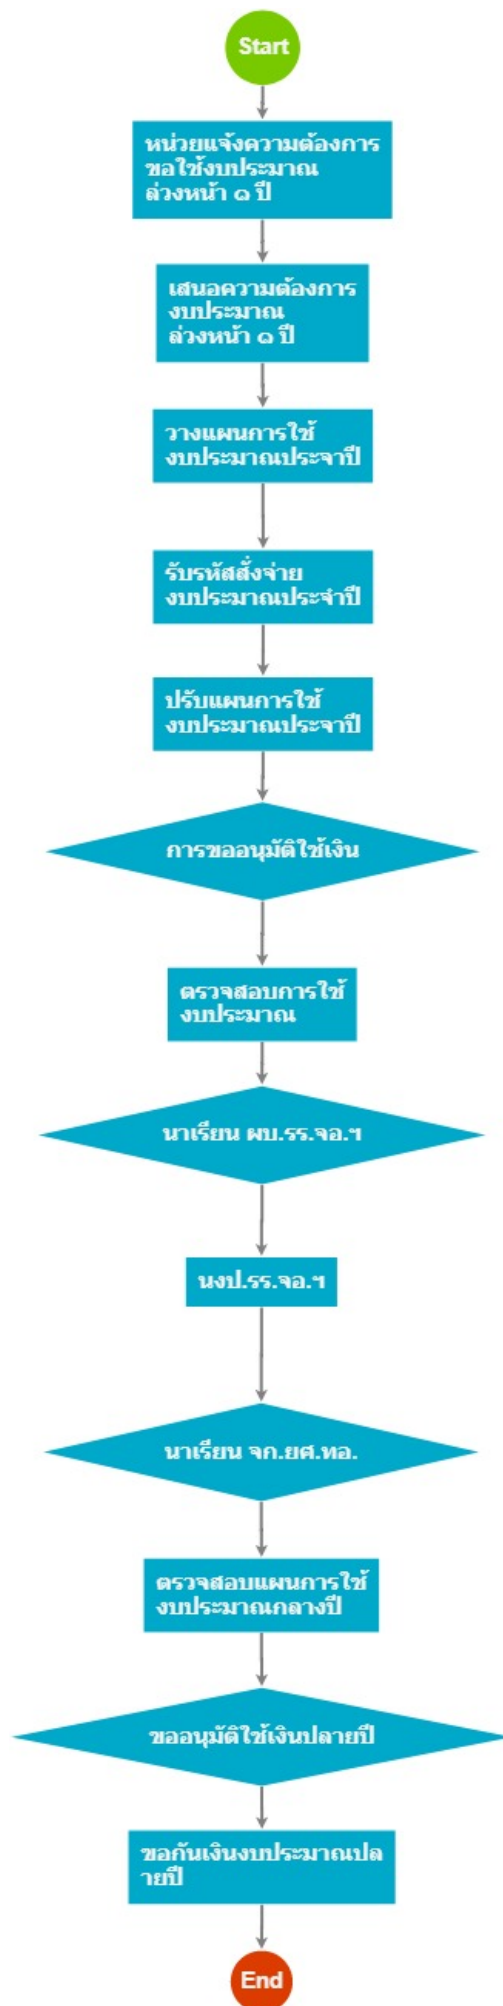 Start
หน่วยแจ้งความต้องการ
ขอใช้งบประมาณ
ล่วงหน้า ๑ ปี
เสนอความต้องการ
งบประมาณ
ล่วงหน้า ๑ ปี
วางแผนการใช้
งบประมาณประจาปี
รับรหัสสั่งจ่าย
งบประมาณประจำปี
ปรับแผนการใช้
งบประมาณประจาปี
การขออนุมัติใช้เงิน
ตรวจสอบการใช้
งบประมาณ
นาเรียน ผบ.รร.จอ.ฯ
นงป.รร.จอ.ฯ
นาเรียน จก.ยศ.ทอ.
ตรวจสอบแผนการใช้
งบประมาณกลางปี
ขออนุมัติใช้เงินปลายปี
ขอกันเงินงบประมาณปล
ายปี
End